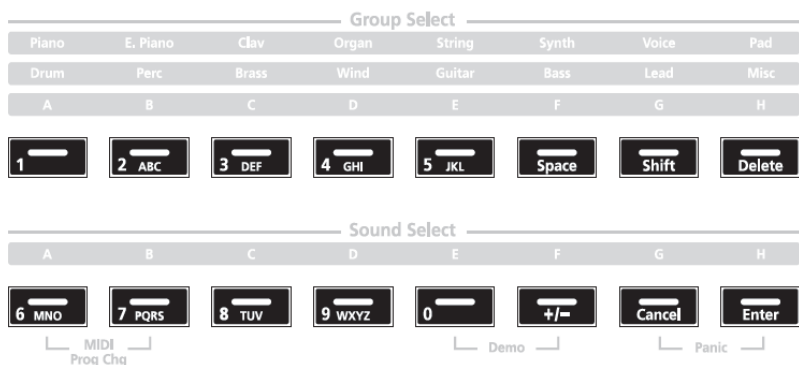 Group Select
Piano E. Piano Clav Organ String Synth Voice Pad
Drum Perc Brass Wind Guitar Bass Lead Misc
A B C D E F G H
1 2 ABC 3 DEF 4 GHI 5 JKL Space Shift Delete
Sound Select
A B C D E F G H
6 MNO 7 PQRS 8 TUV 9 WXYZ 0 +/− Cancel Enter
MIDI Demo Panic
Prog Chg